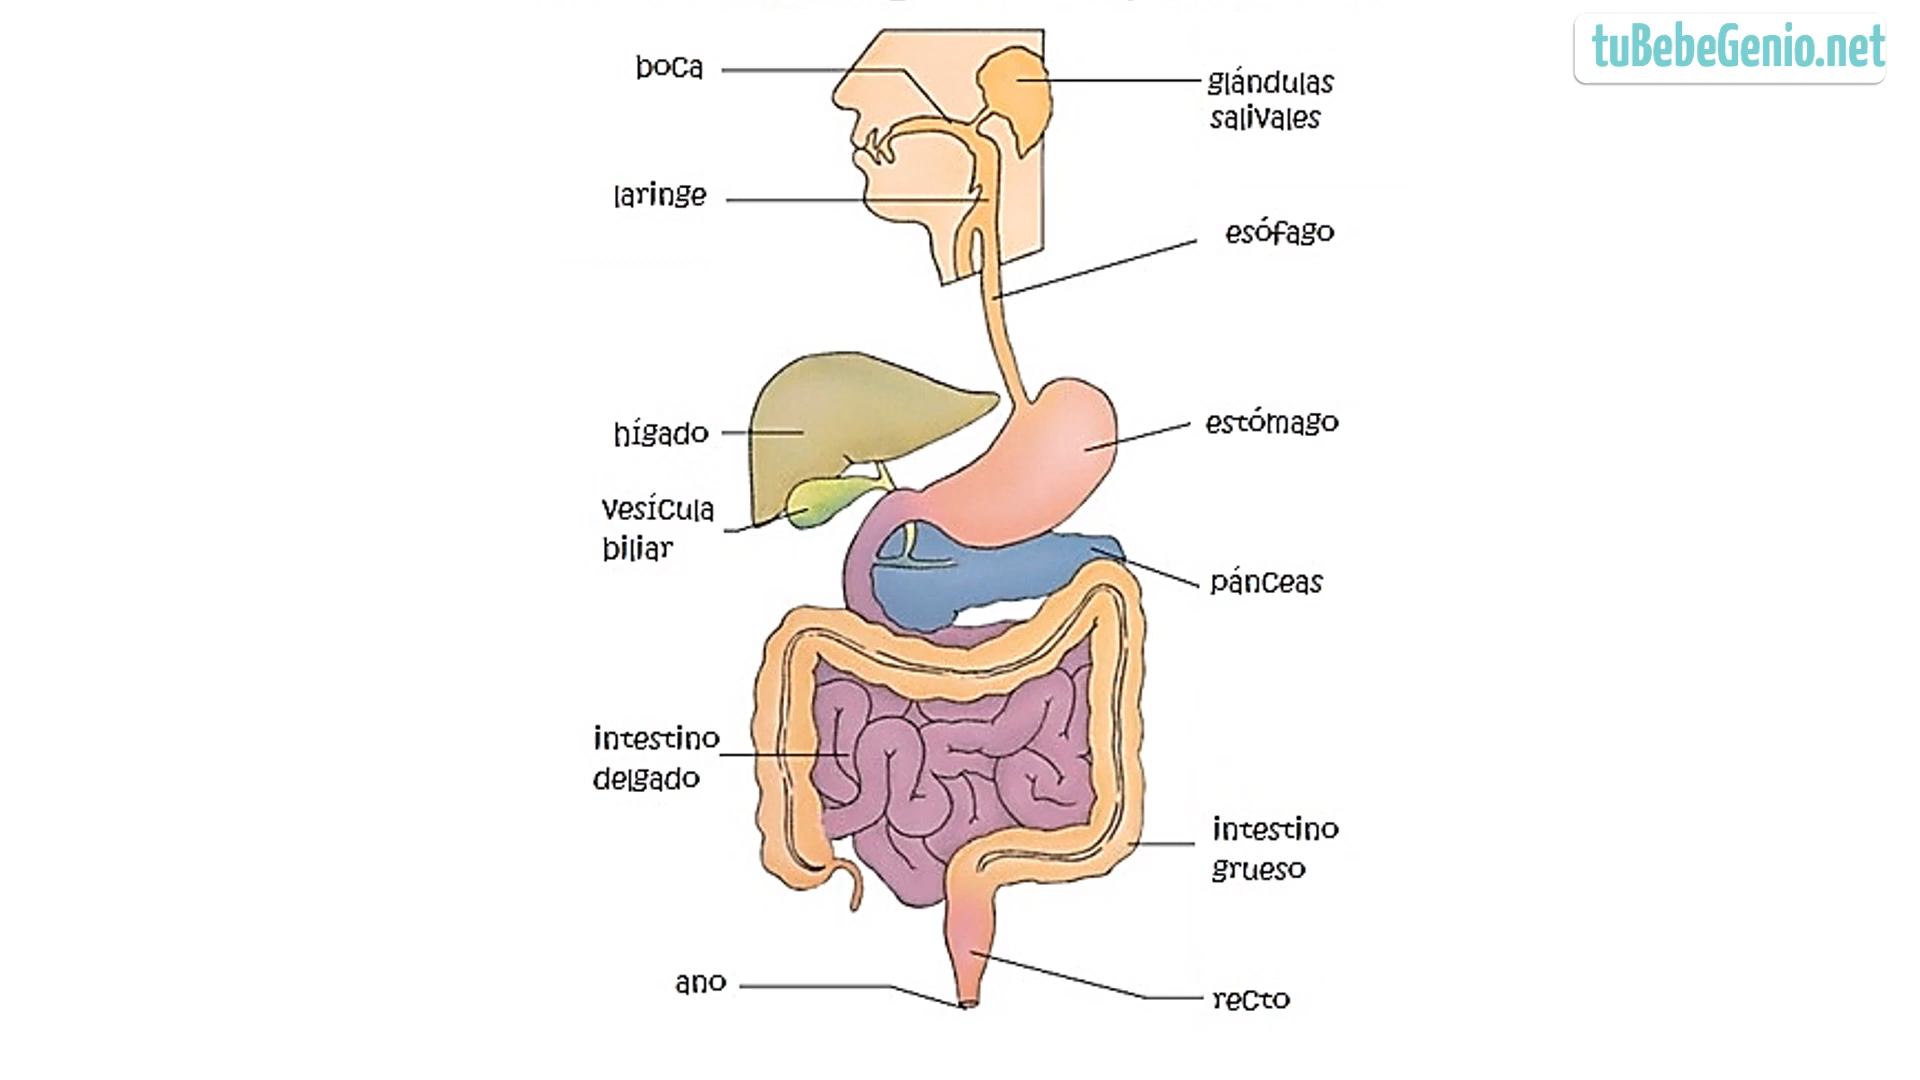 tuBebeGenio.net
boca
glándulas
salivales
laringe
esófago
hígado
estómago
vesícula
biliar
pánceas
intestino
delgado
intestino
grueso
ano
recto